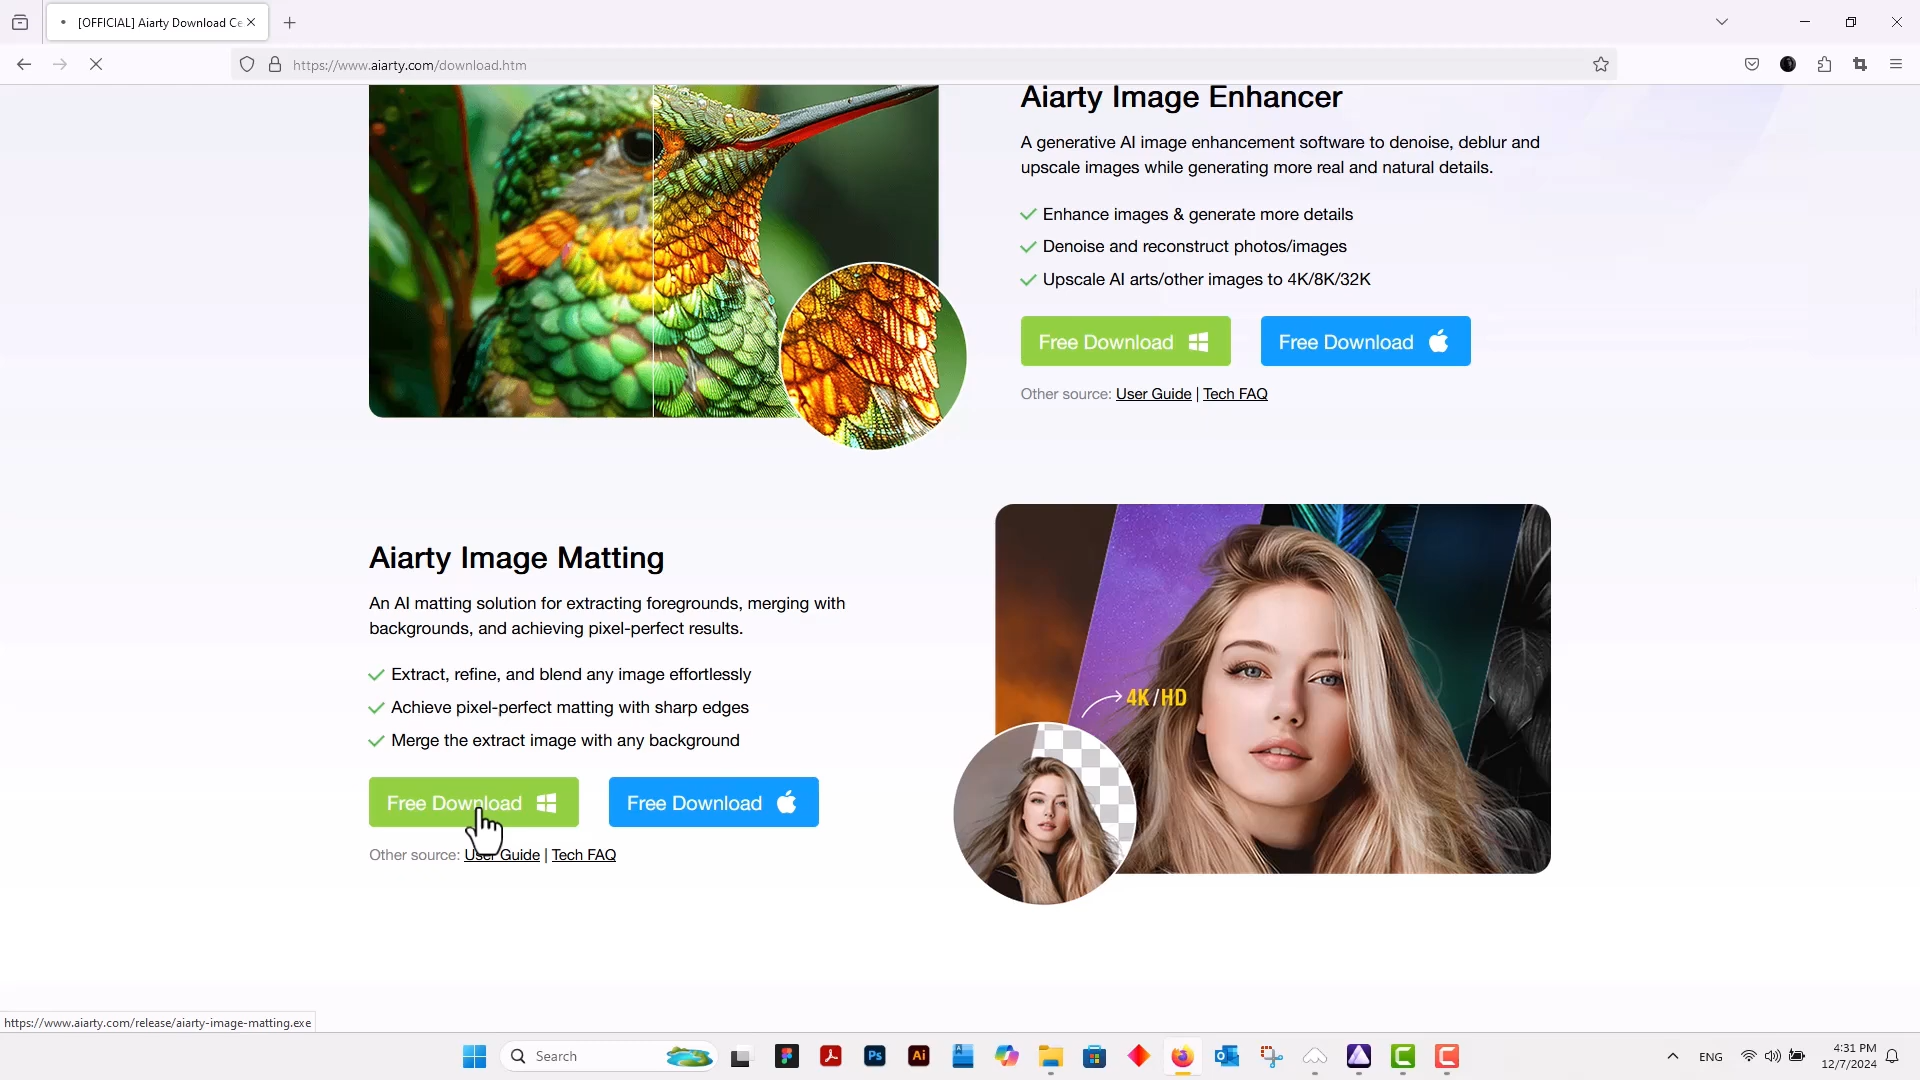 [OFFICIAL] Aiarty Download Ce
https://www.aiarty.com/download.htm
Aiarty Image Enhancer
A generative AI image enhancement software to denoise, deblur and
upscale images while generating more real and natural details.
Enhance images & generate more details
Denoise and reconstruct photos/images
Upscale AI arts/other images to 4K/8K/32K
Free Download
Free Download
Other source: User Guide | Tech FAQ
Aiarty Image Matting
An AI matting solution for extracting foregrounds, merging with
backgrounds, and achieving pixel-perfect results.
Extract, refine, and blend any image effortlessly
Achieve pixel-perfect matting with sharp edges
Merge the extract image with any background
Free Download
Free Download
Other source: User Guide | Tech FAQ
4K/HD
https://www.aiarty.com/release/aiarty-image-matting.exe
Search
Ps
Ai
ENG
4:31 PM
12/7/2024